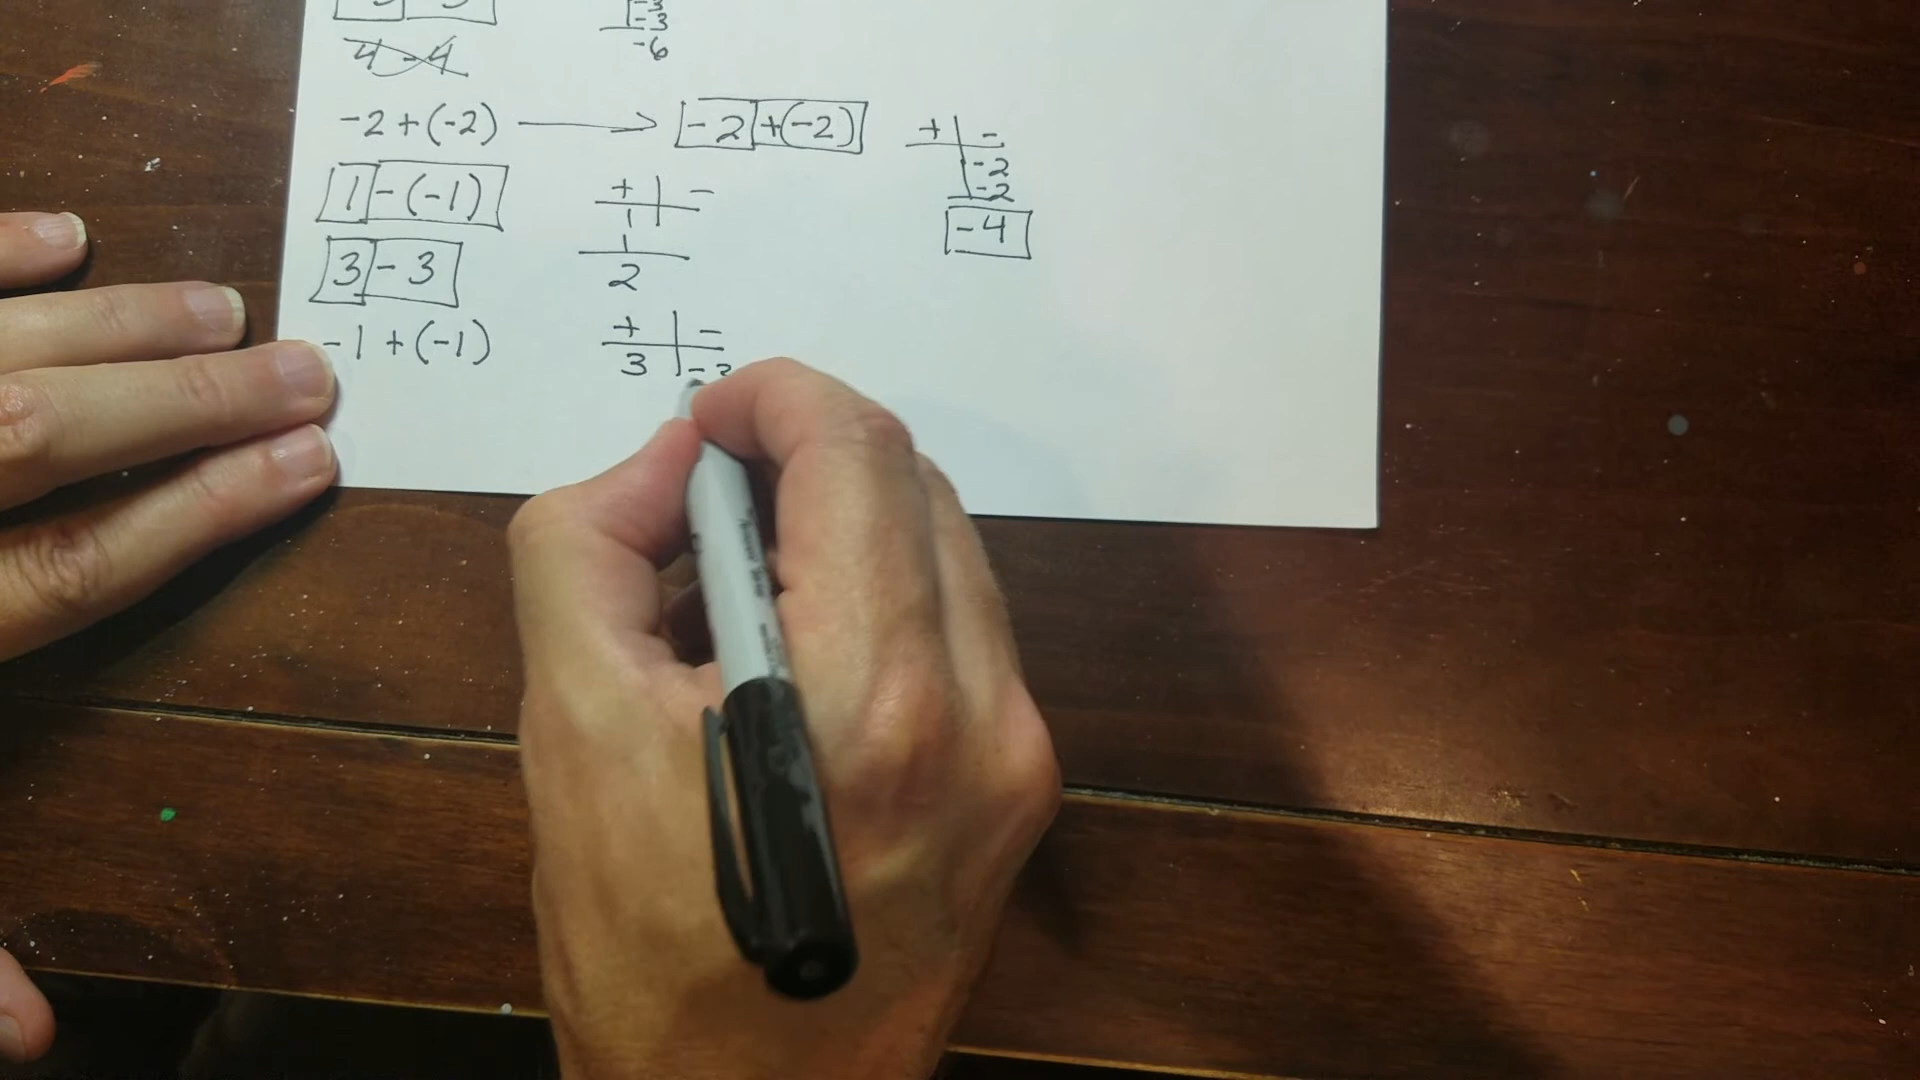 -3
-3
-6
4 - 4
-2 + (-2) → -2 + (-2)
+ -
-2
-2
-4
1 - (-1)
+ -
1
1
2
3 - 3
+ -
3 -3
-1 + (-1)